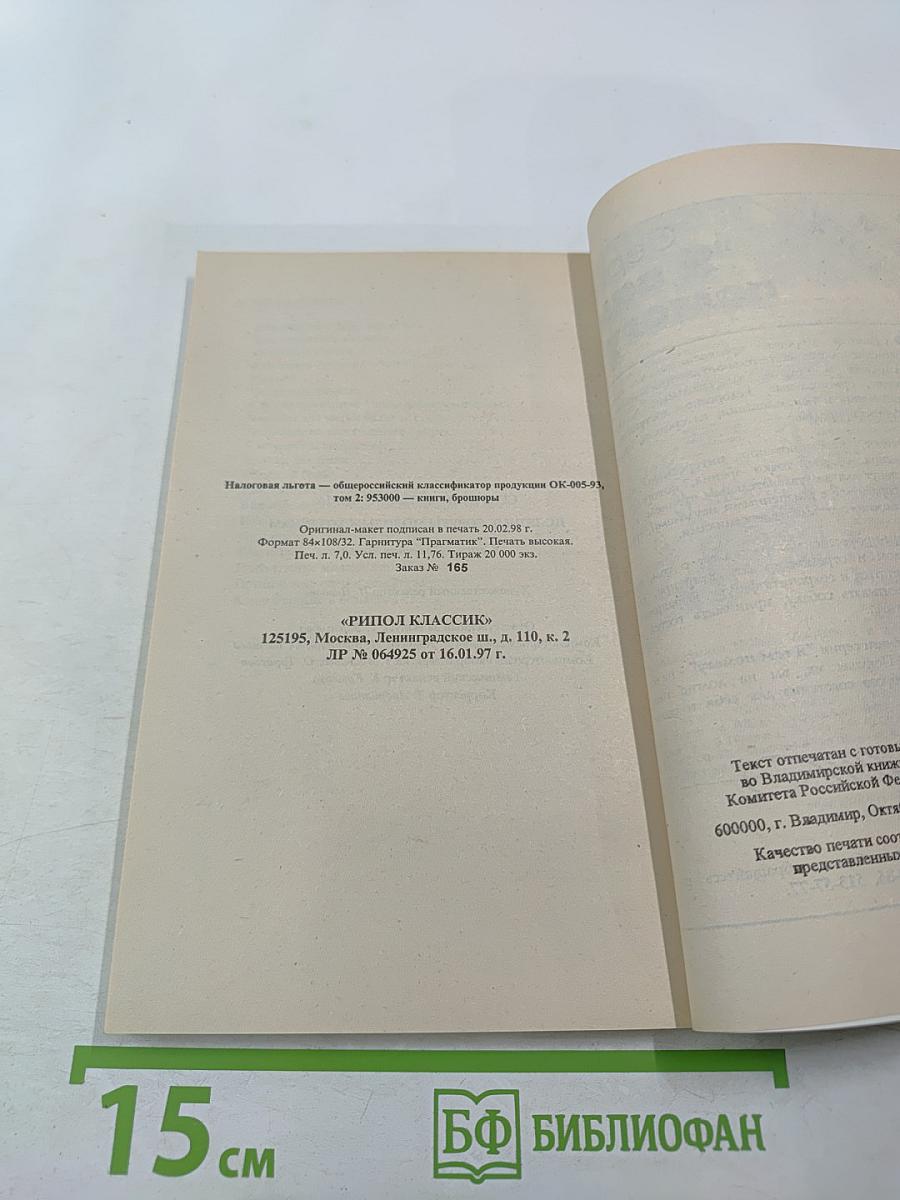 Налоговая льгота — общероссийский классификатор продукции ОК-005-93,
том 2: 953000 — книги, брошюры
Оригинал-макет подписан в печать 20.02.98 г.
Формат 84×108/32. Гарнитура "Прагматик". Печать высокая.
Печ. л. 7,0. Усл. печ. л. 11,76. Тираж 20 000 экз.
Заказ № 165
«РИПОЛ КЛАССИК»
125195, Москва, Ленинградское ш., д. 110, к. 2
ЛР № 064925 от 16.01.97 г.
Текст отпечатан с готовы
во Владимирской книж
Комитета Российской Фе
600000, г. Владимир, Октя
Качество печати соот
представленны
15 см
БФ БИБЛИОФАН